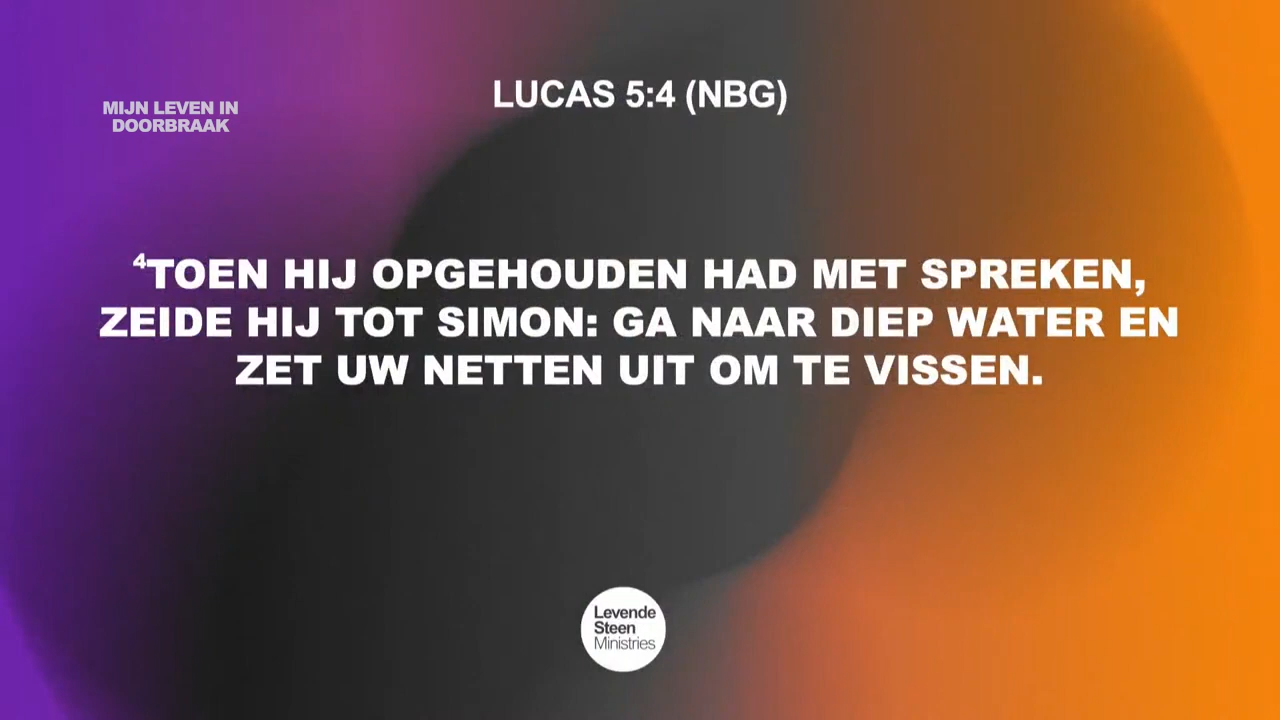 MIJN LEVEN IN
DOORBRAAK
LUCAS 5:4 (NBG)
⁴TOEN HIJ OPGEHOUDEN HAD MET SPREKEN,
ZEIDE HIJ TOT SIMON: GA NAAR DIEP WATER EN
ZET UW NETTEN UIT OM TE VISSEN.
Levende
Steen
Ministries